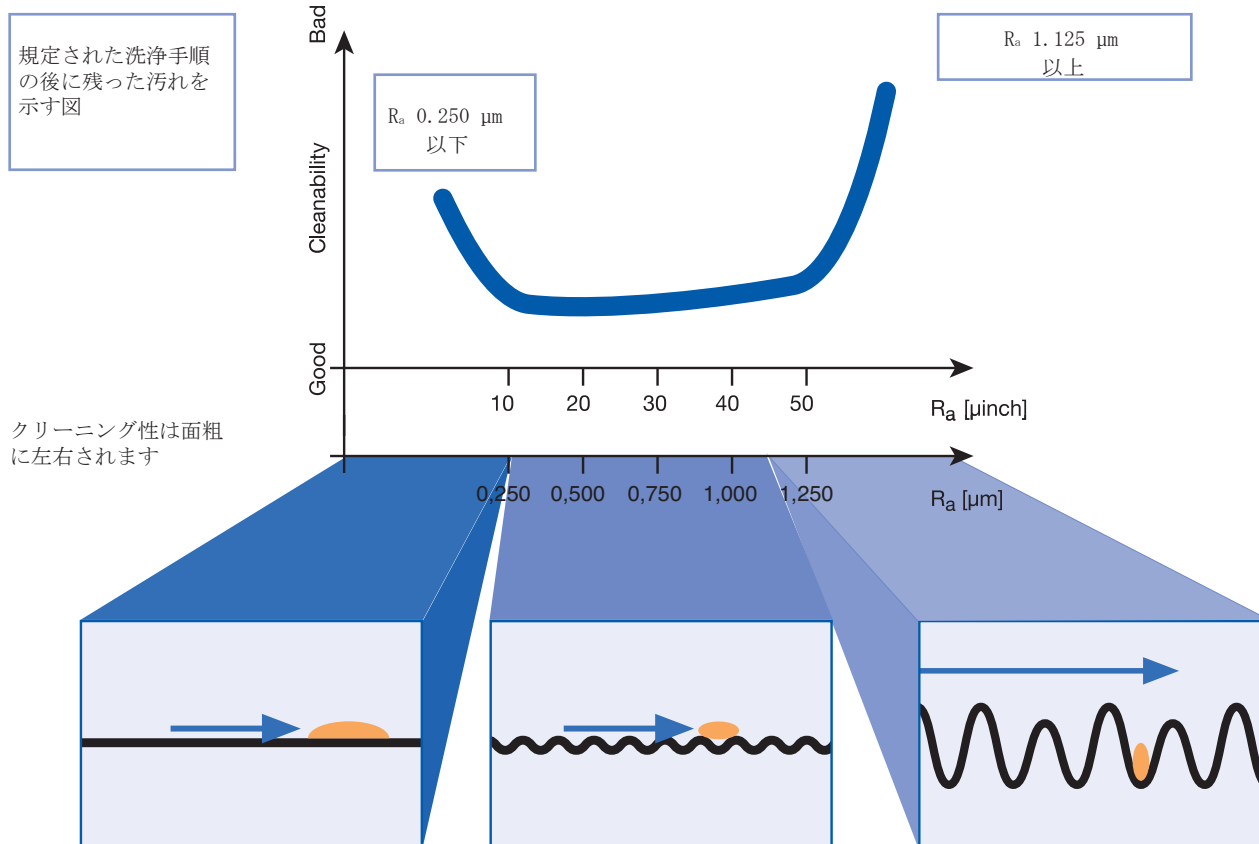 規定された洗浄手順
の後に残った汚れを
示す図
Bad
Cleanability
Good
Ra 0.250 µm
以下
Ra 1.125 µm
以上
10 20 30 40 50
Ra [µinch]
クリーニング性は面粗
に左右されます
0,250 0,500 0,750 1,000 1,250
Ra [µm]